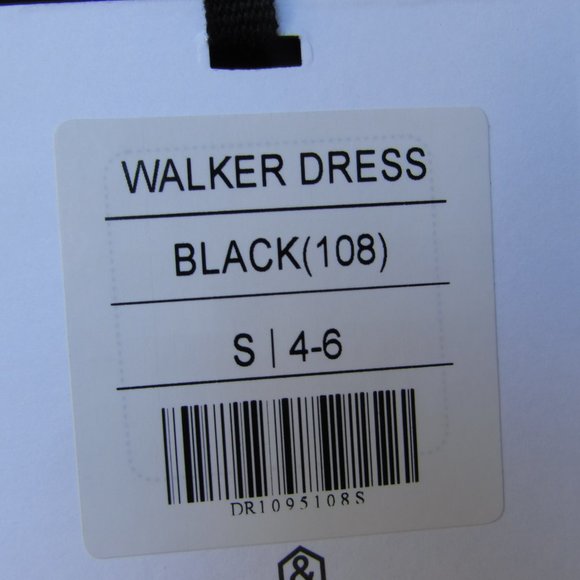 WALKER DRESS
BLACK(108)
S | 4-6
DR1095108S
&